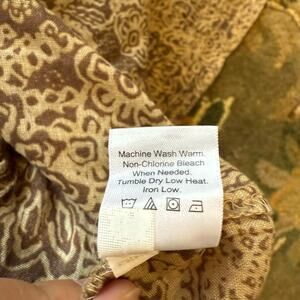 Machine Wash Warm.
Non-Chlorine Bleach
When Needed.
Tumble Dry Low Heat.
Iron Low.